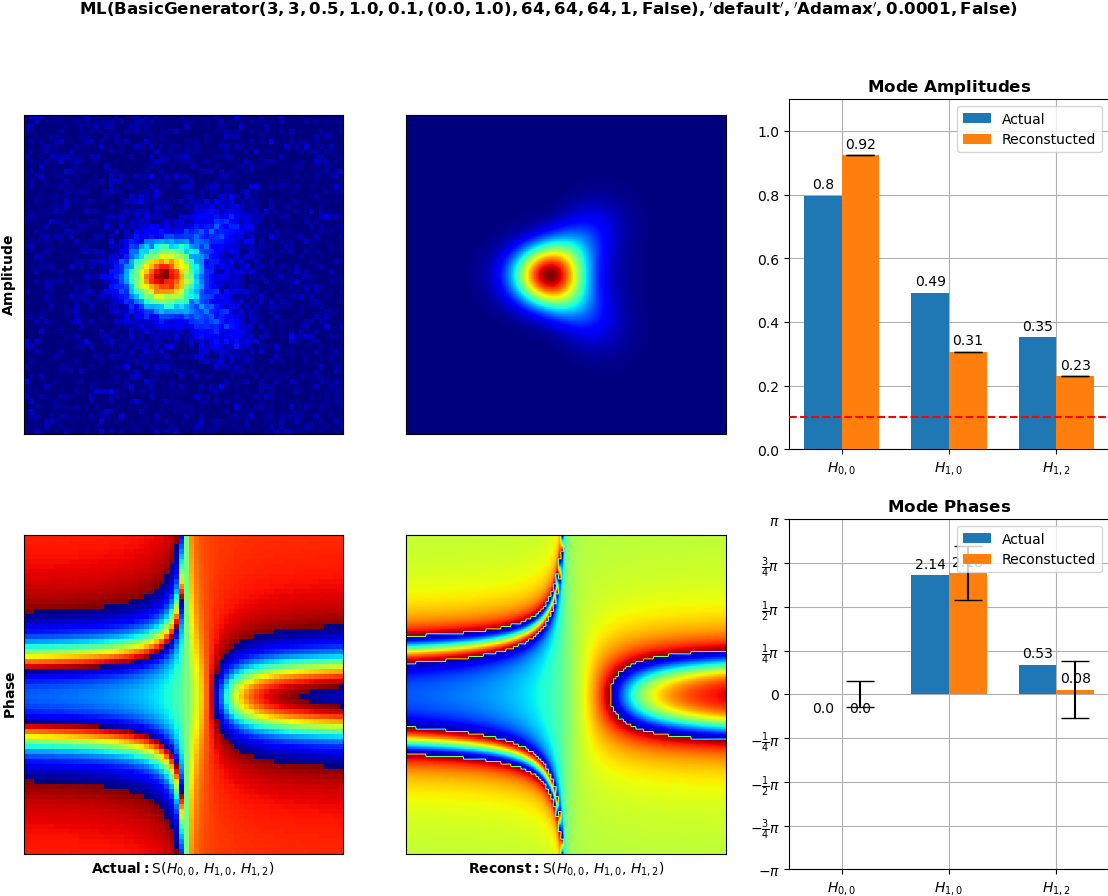 ML(BasicGenerator(3, 3, 0.5, 1.0, 0.1, (0.0, 1.0), 64, 64, 64, 1, False), ′default′, ′Adamax′, 0.0001, False)
Mode Amplitudes
Amplitude
1.0
0.8
0.6
0.4
0.2
0.0
Actual
Reconstucted
0.8
0.92
0.49
0.31
0.35
0.23
H0,0
H1,0
H1,2
Mode Phases
Phase
π
3/4π
1/2π
1/4π
0
−1/4π
−1/2π
−3/4π
−π
Actual
Reconstucted
0.0
0.0
2.14
0.53
0.08
H0,0
H1,0
H1,2
Actual: S(H0,0, H1,0, H1,2)
Reconst: S(H0,0, H1,0, H1,2)